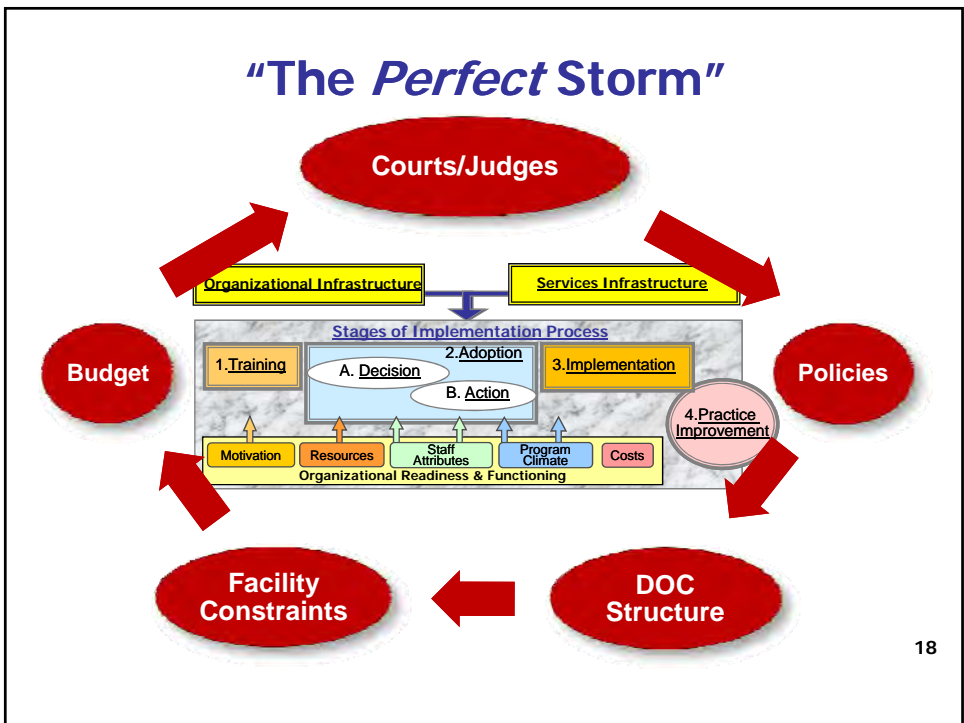 “The Perfect Storm”
Courts/Judges
Organizational Infrastructure
Services Infrastructure
Stages of Implementation Process
Budget
1.Training
2.Adoption
A. Decision
B. Action
3.Implementation
Policies
4.Practice
Improvement
Motivation
Resources
Staff
Attributes
Program
Climate
Costs
Organizational Readiness & Functioning
Facility
Constraints
DOC
Structure
18